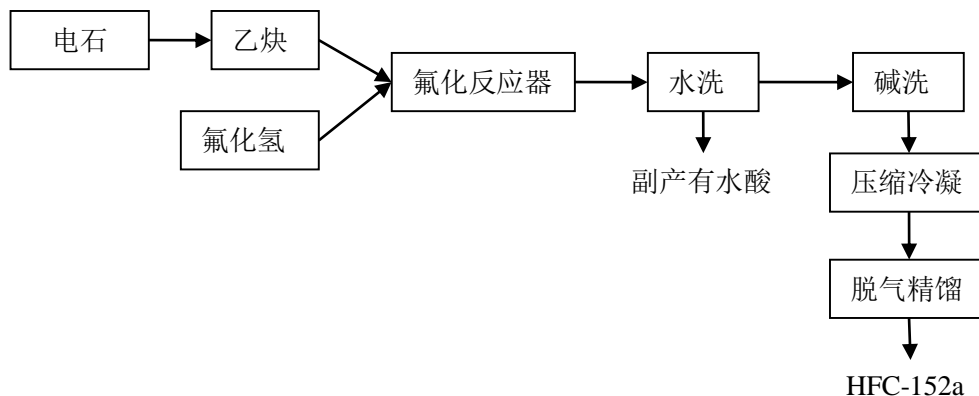 电石
乙炔
氟化氢
氟化反应器
水洗
碱洗
副产有水酸
压缩冷凝
脱气精馏
HFC-152a